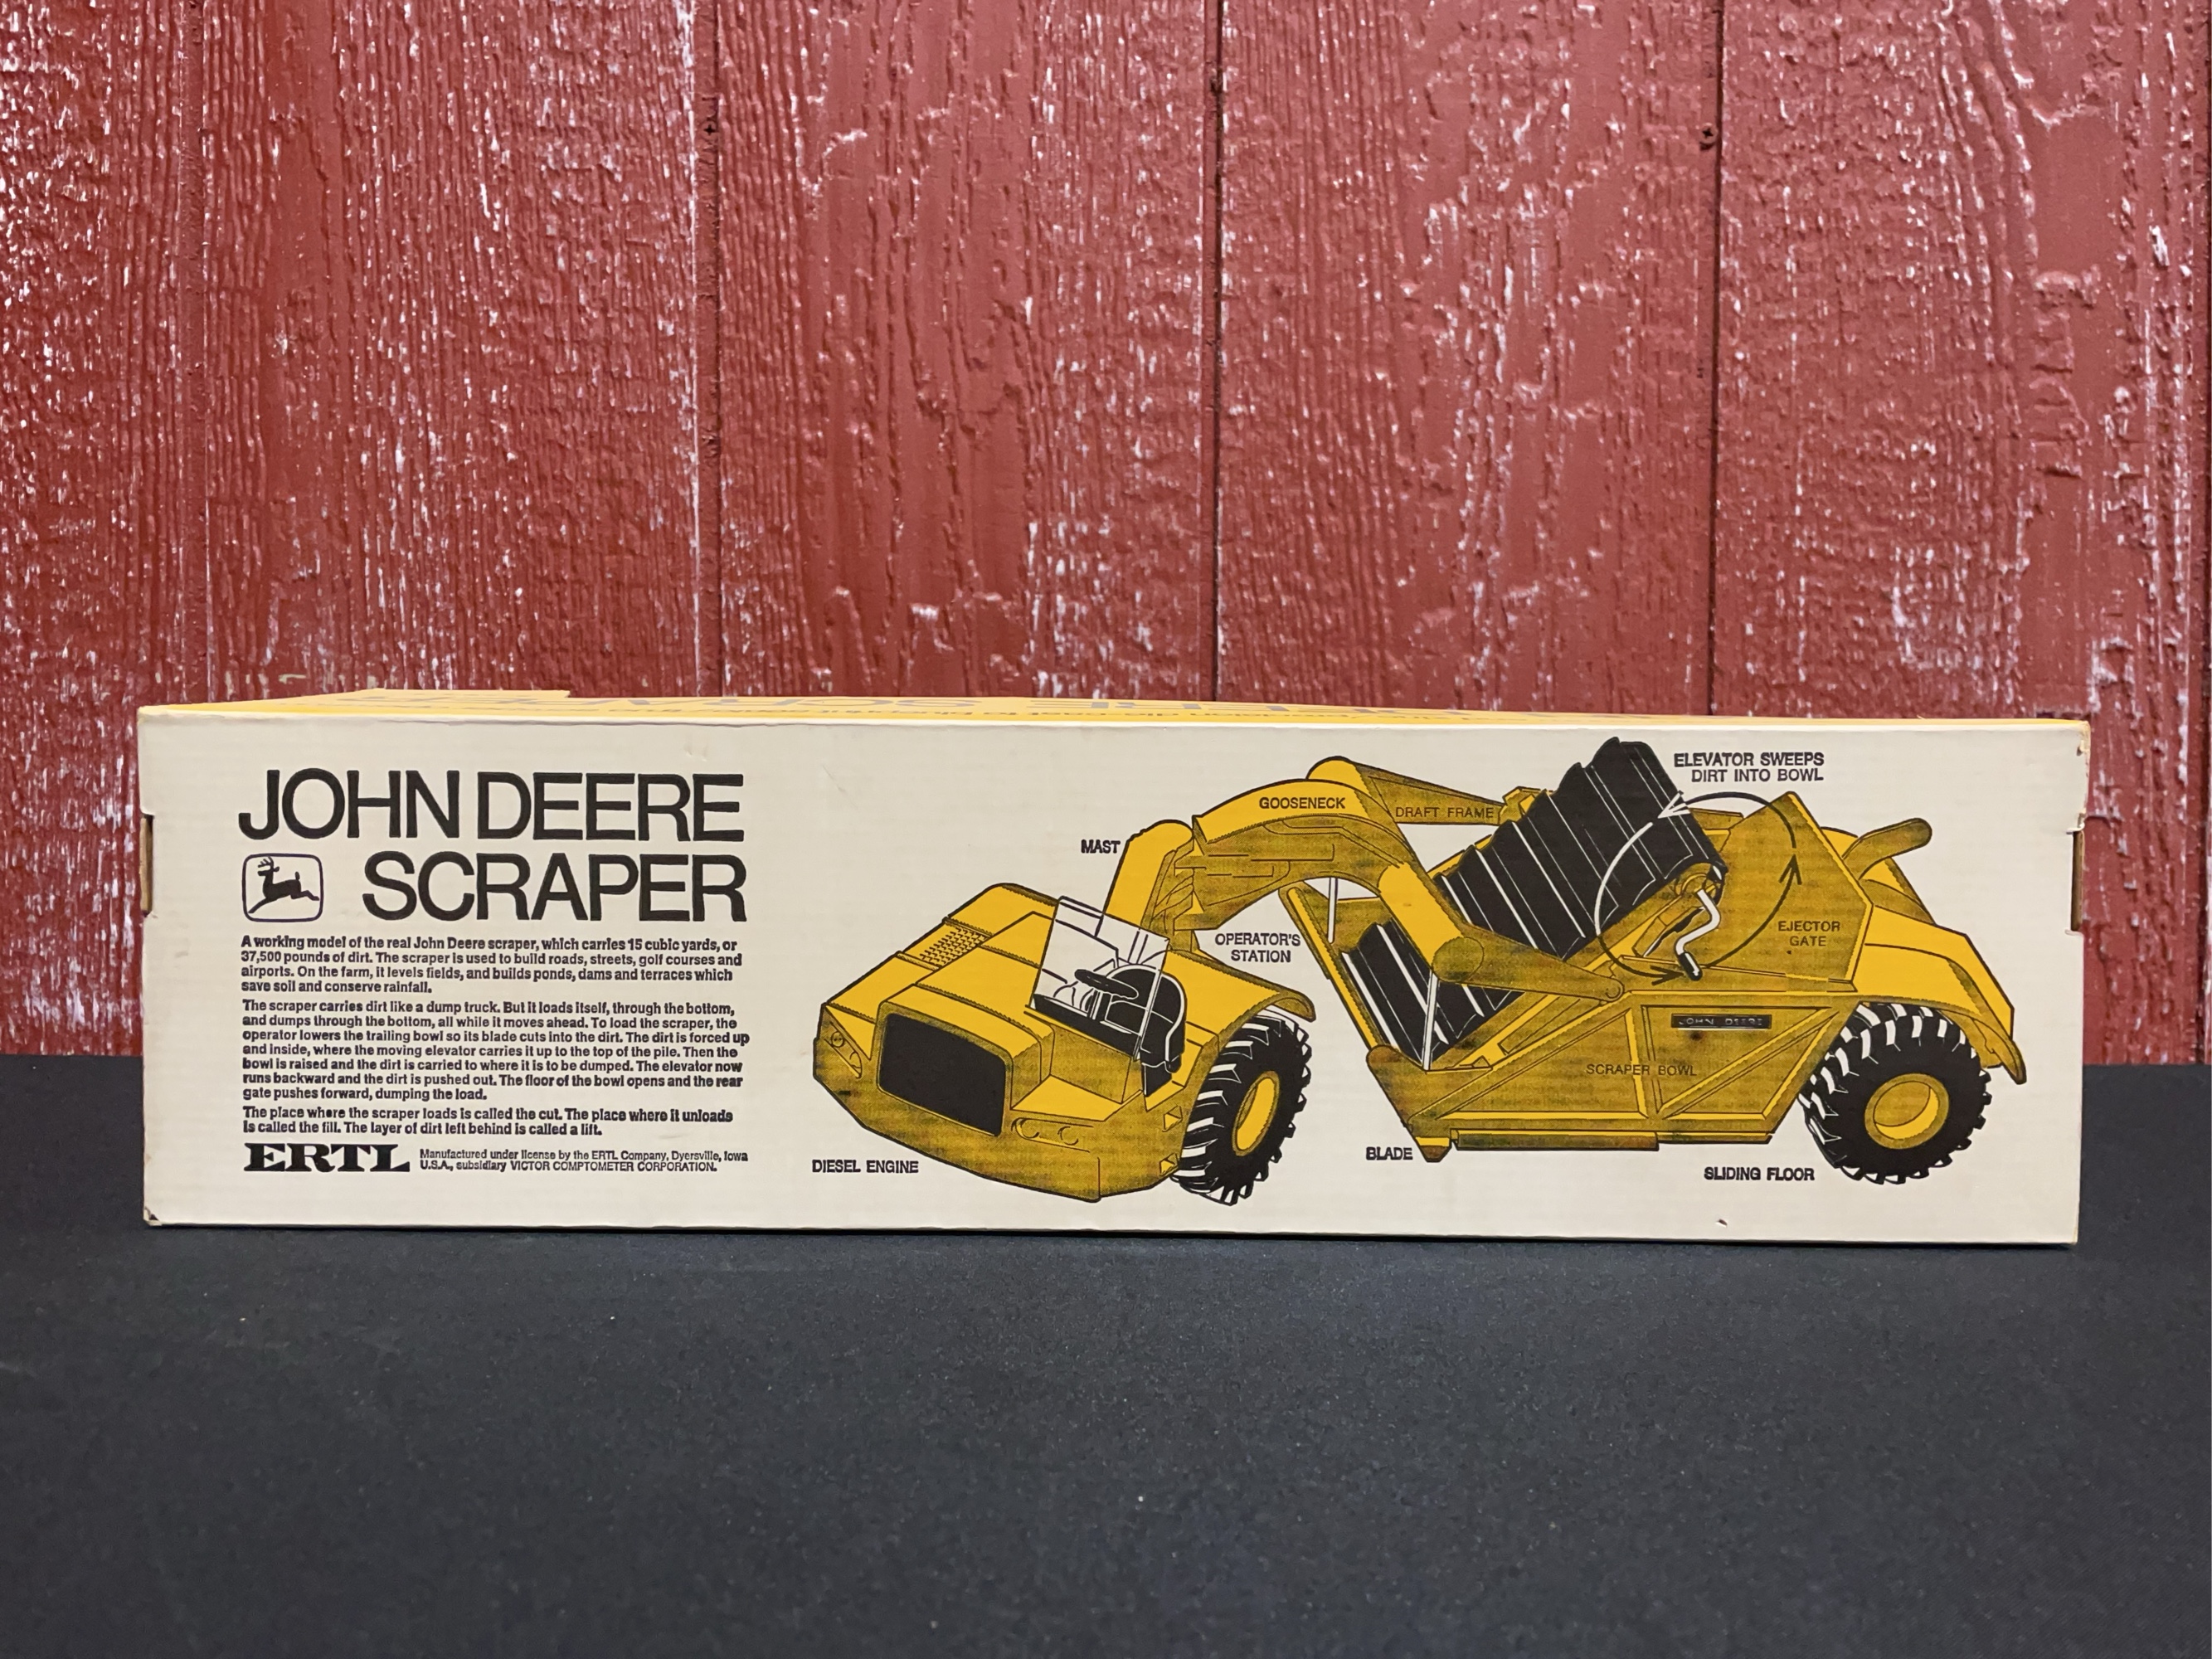 JOHN DEERE
SCRAPER
A working model of the real John Deere scraper, which carries 15 cubic yards, or
37,500 pounds of dirt. The scraper is used to build roads, streets, golf courses and
airports. On the farm, it levels fields, and builds ponds, dams and terraces which
save soil and conserve rainfall.
The scraper carries dirt like a dump truck. But it loads itself, through the bottom,
and dumps through the bottom, all while it moves ahead. To load the scraper, the
operator lowers the trailing bowl so its blade cuts into the dirt. The dirt is forced up
and inside, where the moving elevator carries it up to the top of the pile. Then the
bowl is raised and the dirt is carried to where it is to be dumped. The elevator now
runs backward and the dirt is pushed out. The floor of the bowl opens and the rear
gate pushes forward, dumping the load.
The place where the scraper loads is called the cut. The place where it unloads
is called the fill. The layer of dirt left behind is called a lift.
ERTL
Manufactured under license by the ERTL Company, Dyersville, Iowa
U.S.A., subsidiary VICTOR COMPTOMETER CORPORATION.
ELEVATOR SWEEPS
DIRT INTO BOWL
GOOSENECK
DRAFT FRAME
MAST
OPERATOR'S
STATION
EJECTOR
GATE
JOHN DEERE
SCRAPER BOWL
BLADE
DIESEL ENGINE
SLIDING FLOOR